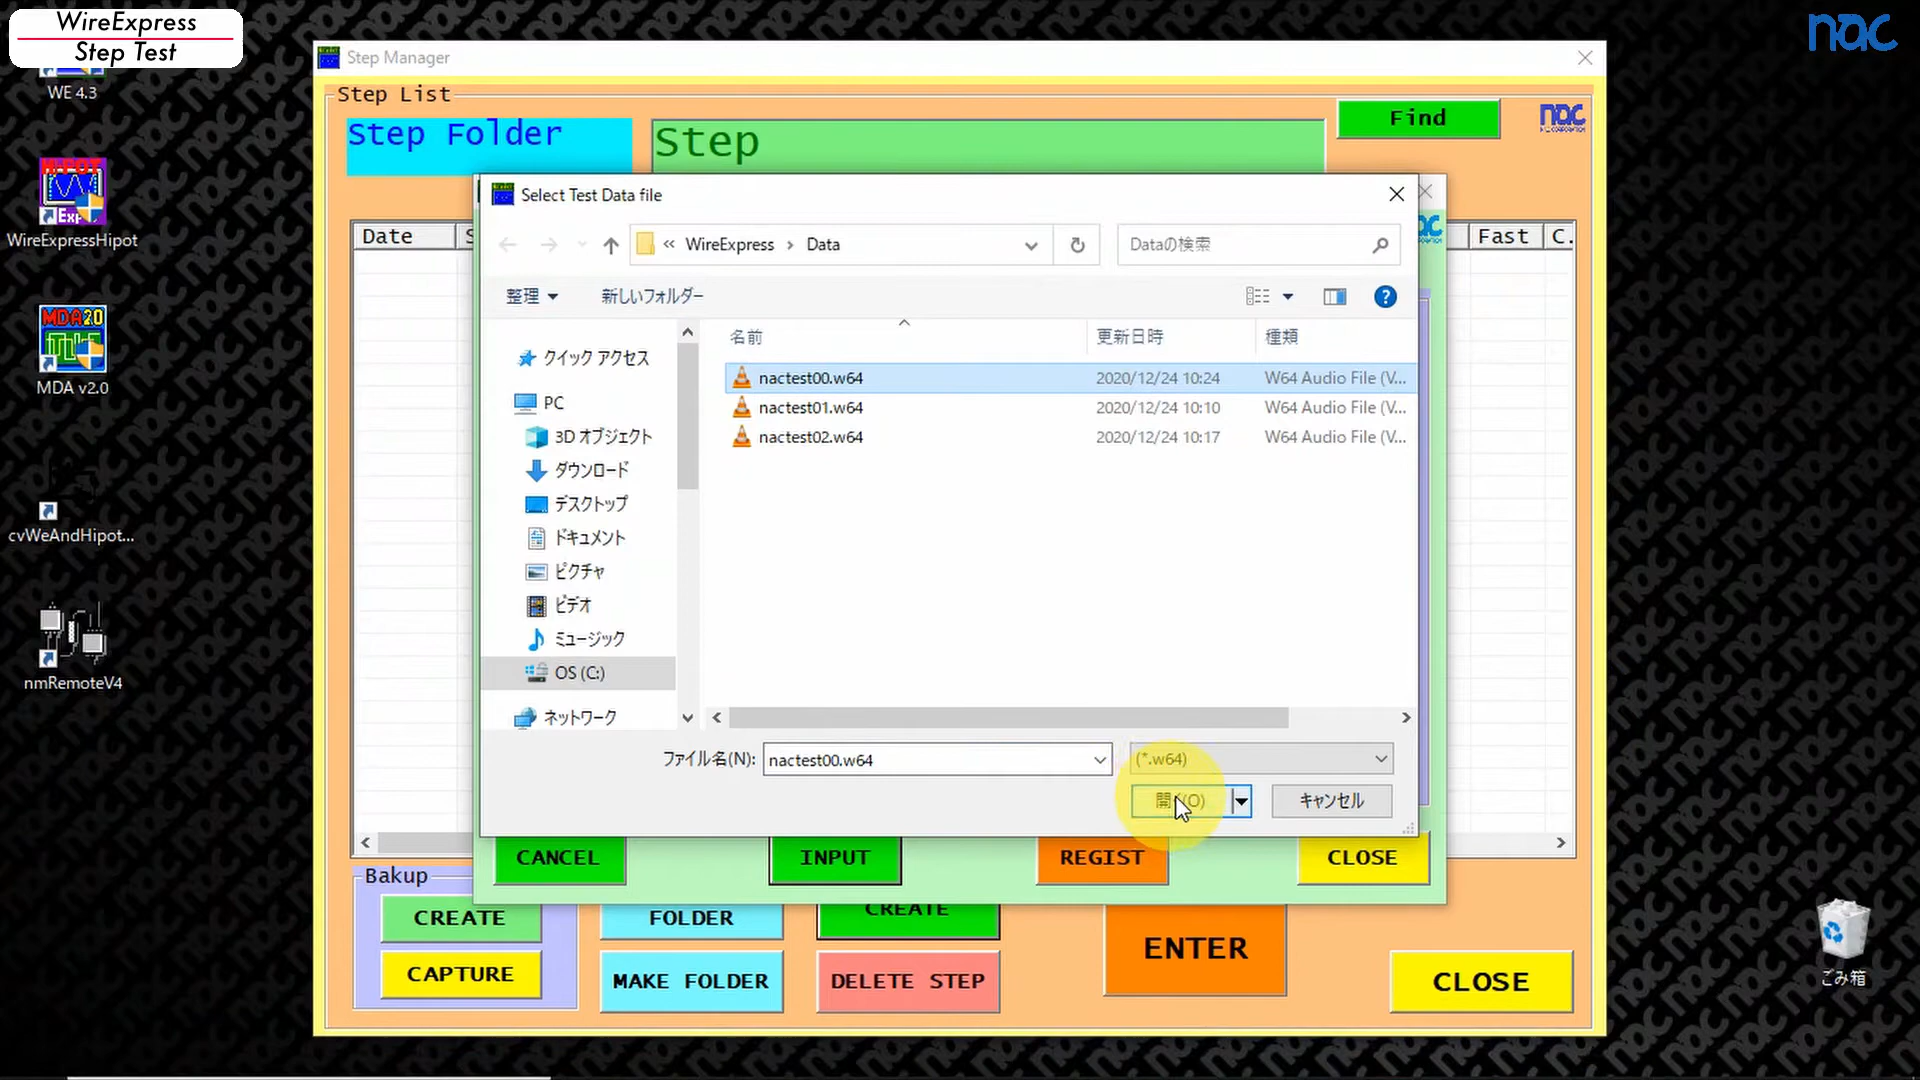 WireExpress
Step Test
nac
WE 4.3
H:POT
Exp
WireExpressHipot
MDA20
MDA v2.0
cvWeAndHipot...
nmRemoteV4
ごみ箱
Step Manager
Step List
Step Folder
Step
Find
nac
Date
S
Fast
C.
Select Test Data file
« WireExpress › Data
Dataの検索
整理
新しいフォルダー
名前
更新日時
種類
クイック アクセス
PC
3D オブジェクト
ダウンロード
デスクトップ
ドキュメント
ピクチャ
ビデオ
ミュージック
OS (C:)
ネットワーク
nactest00.w64 2020/12/24 10:24 W64 Audio File (V...
nactest01.w64 2020/12/24 10:10 W64 Audio File (V...
nactest02.w64 2020/12/24 10:17 W64 Audio File (V...
ファイル名(N):
nactest00.w64
(*.w64)
開く(O)
キャンセル
CANCEL
INPUT
REGIST
CLOSE
Bakup
CREATE
CAPTURE
FOLDER
MAKE FOLDER
CREATE
DELETE STEP
ENTER
CLOSE